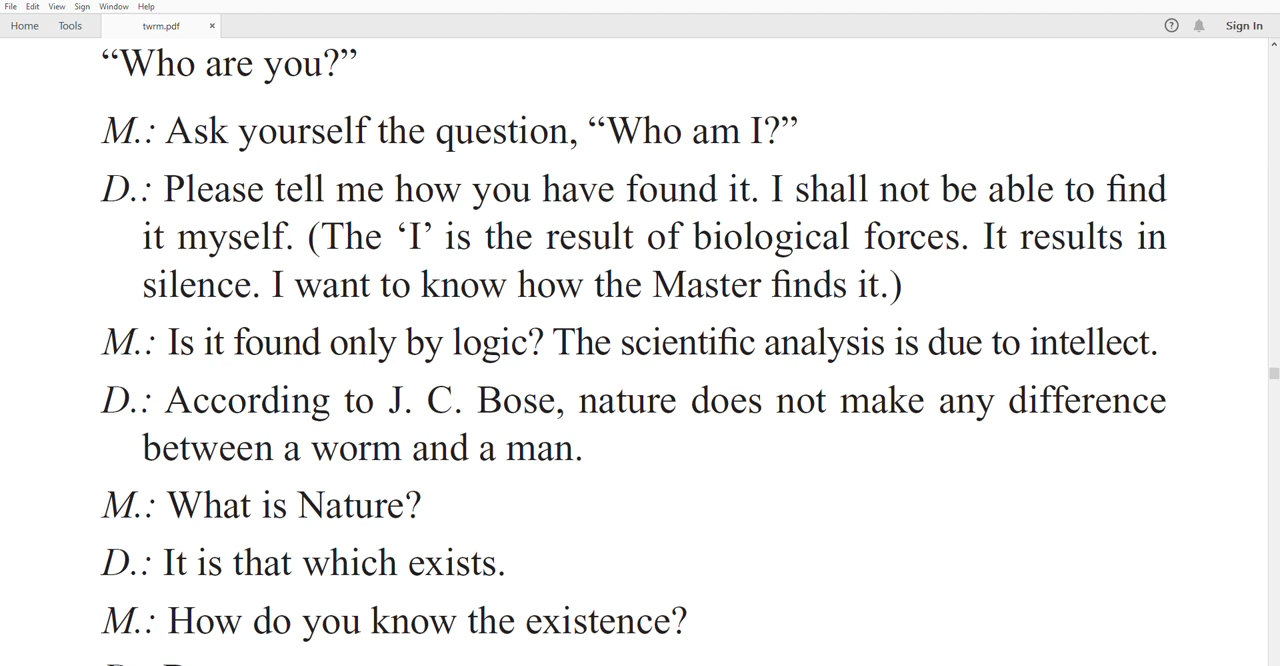 File Edit View Sign Window Help
Home Tools twrm.pdf × ? Sign In
“Who are you?”
M.: Ask yourself the question, “Who am I?”
D.: Please tell me how you have found it. I shall not be able to find
it myself. (The ‘I’ is the result of biological forces. It results in
silence. I want to know how the Master finds it.)
M.: Is it found only by logic? The scientific analysis is due to intellect.
D.: According to J. C. Bose, nature does not make any difference
between a worm and a man.
M.: What is Nature?
D.: It is that which exists.
M.: How do you know the existence?